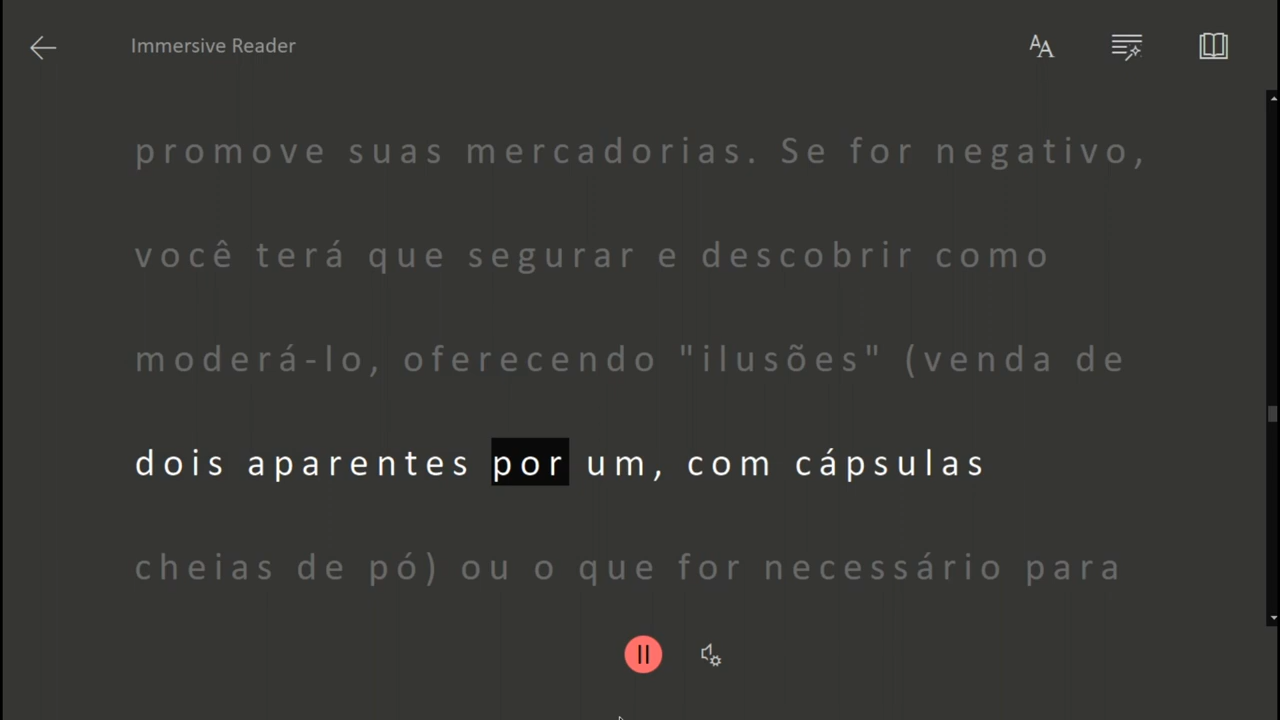 Immersive Reader
promove suas mercadorias. Se for negativo,
você terá que segurar e descobrir como
moderá-lo, oferecendo "ilusões" (venda de
dois aparentes por um, com cápsulas
cheias de pó) ou o que for necessário para